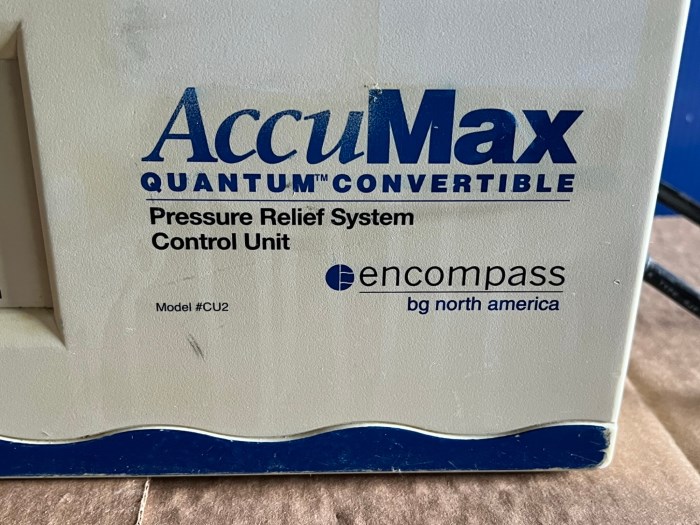 AccuMax
QUANTUM™ CONVERTIBLE
Pressure Relief System
Control Unit
encompass
bg north america
Model #CU2